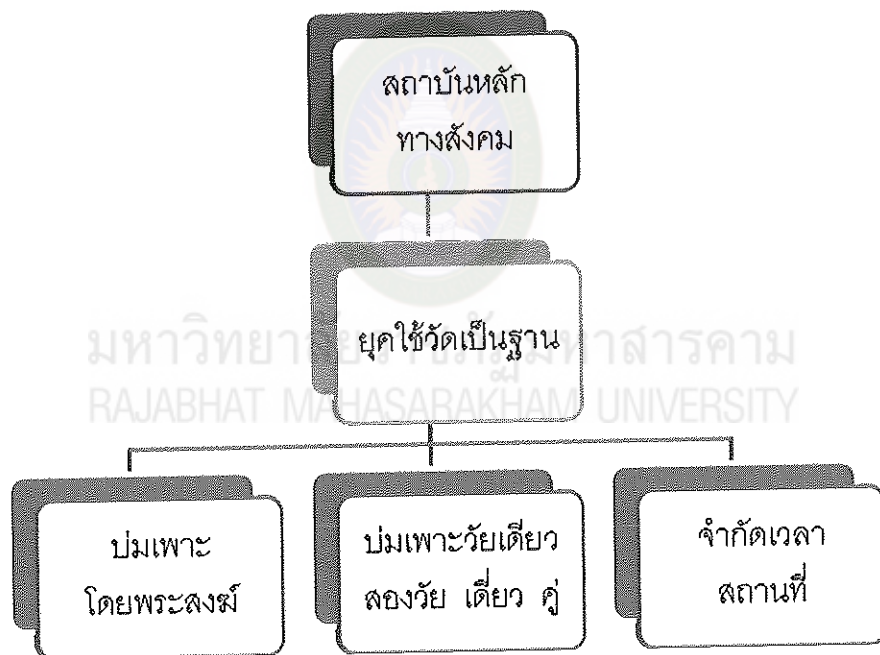 สถาบันหลัก
ทางสังคม
ยุคใช้วัดเป็นฐาน
มหาวิทยาลัยราชภัฏมหาสารคาม
RAJABHAT MAHASARAKHAM UNIVERSITY
บ่มเพาะ
โดยพระสงฆ์
บ่มเพาะวัยเดียว
สองวัย เดี่ยว คู่
จำกัดเวลา
สถานที่